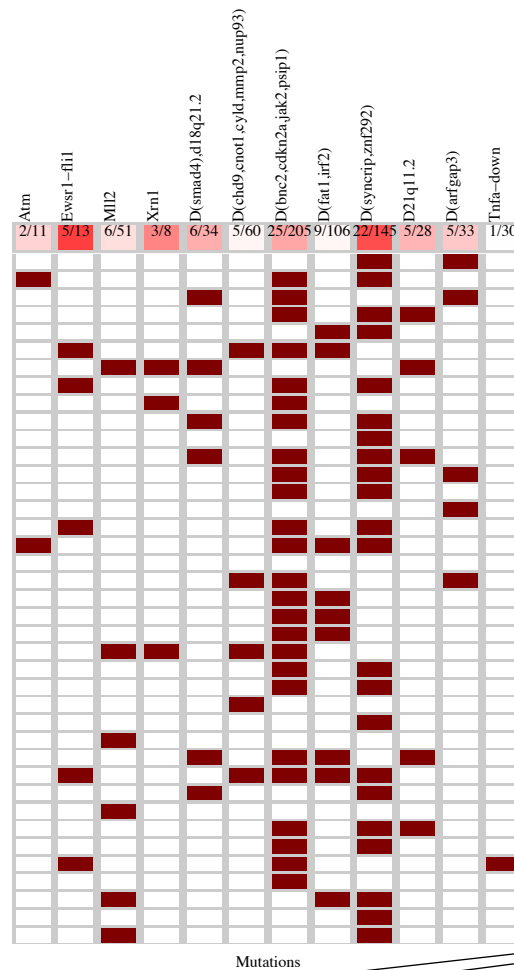 Atm
Ewsr1−fli1
Mll2
Xrn1
D(smad4),d18q21.2
D(chd9,cnot1,cyld,mmp2,nup93)
D(bnc2,cdkn2a,jak2,psip1)
D(fat1,irf2)
D(syncrip,znf292)
D21q11.2
D(arfgap3)
Tnfa−down
2/11 5/13 6/51 3/8 6/34 5/60 25/205 9/106 22/145 5/28 5/33 1/30
Mutations